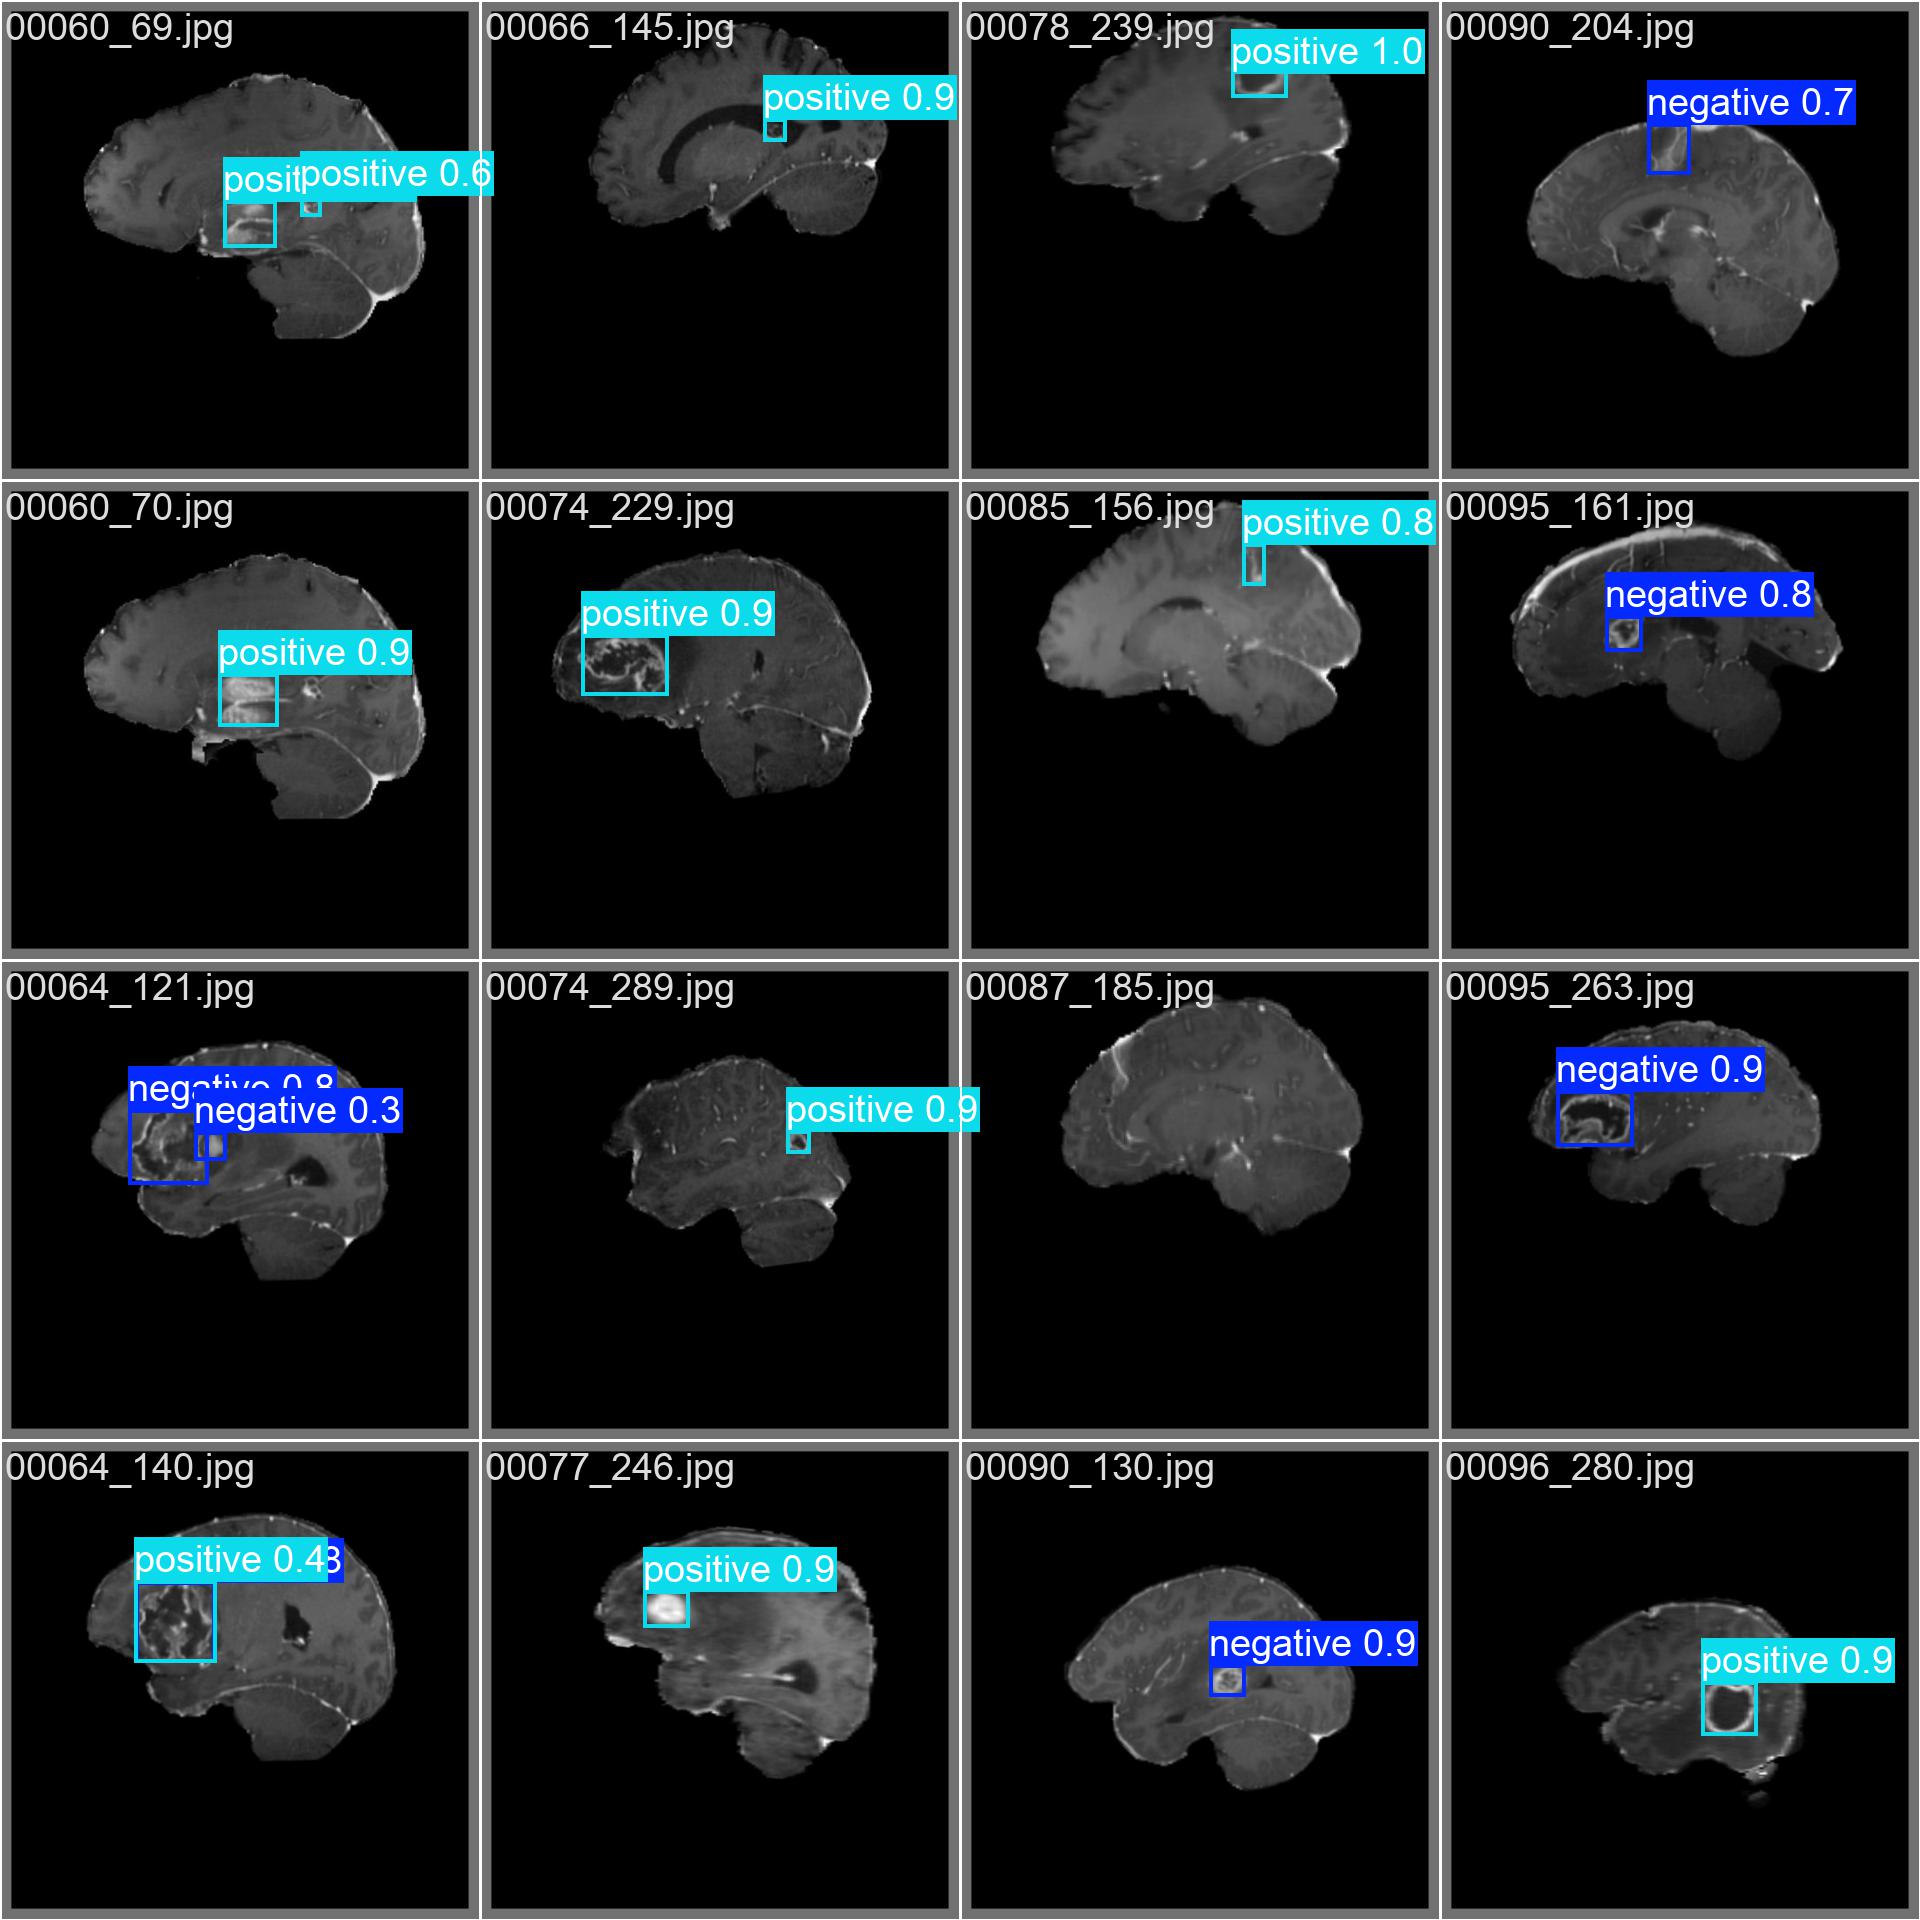 00060_69.jpg
posit
positive 0.6
00066_145.jpg
positive 0.9
00078_239.jpg
positive 1.0
00090_204.jpg
negative 0.7
00060_70.jpg
positive 0.9
00074_229.jpg
positive 0.9
00085_156.jpg
positive 0.8
00095_161.jpg
negative 0.8
00064_121.jpg
negative 0.8
negative 0.3
00074_289.jpg
positive 0.9
00087_185.jpg
00095_263.jpg
negative 0.9
00064_140.jpg
positive 0.4
00077_246.jpg
positive 0.9
00090_130.jpg
negative 0.9
00096_280.jpg
positive 0.9